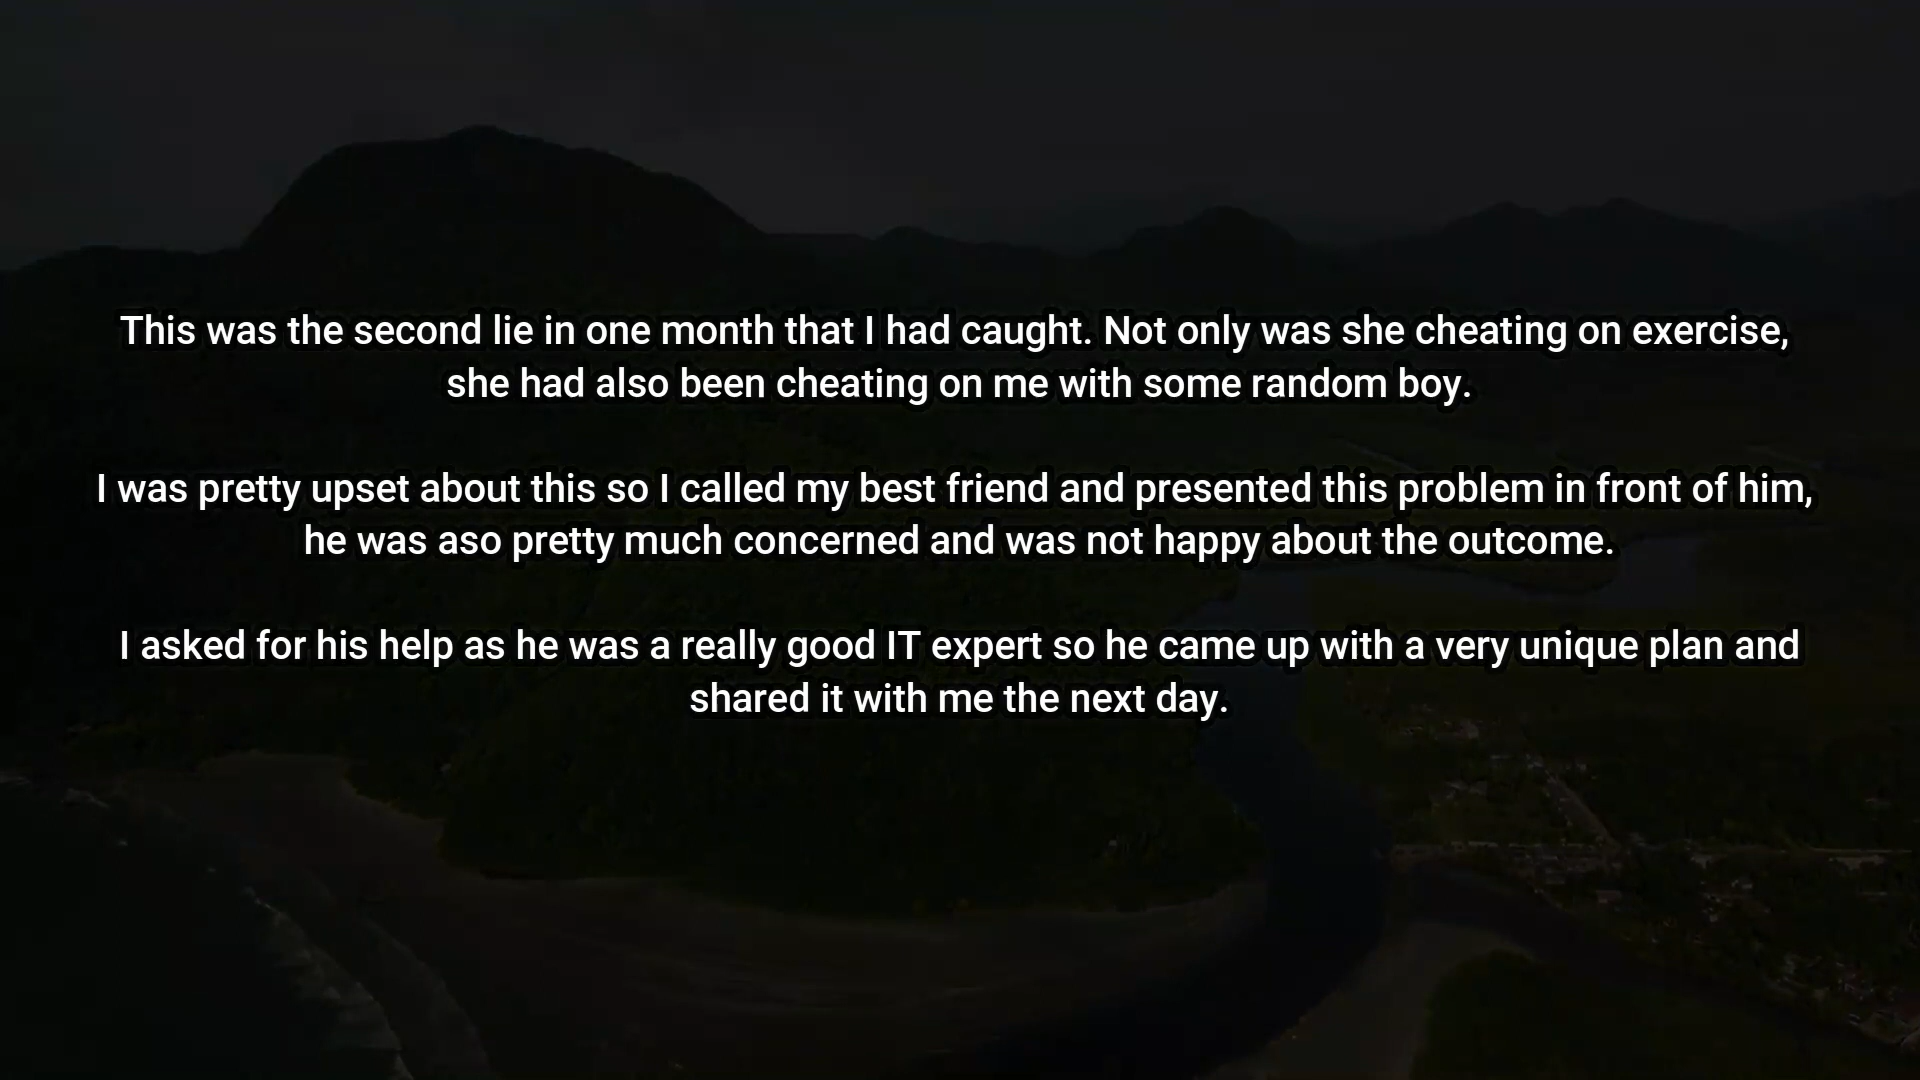 This was the second lie in one month that I had caught. Not only was she cheating on exercise,
she had also been cheating on me with some random boy.
I was pretty upset about this so I called my best friend and presented this problem in front of him,
he was aso pretty much concerned and was not happy about the outcome.
I asked for his help as he was a really good IT expert so he came up with a very unique plan and
shared it with me the next day.